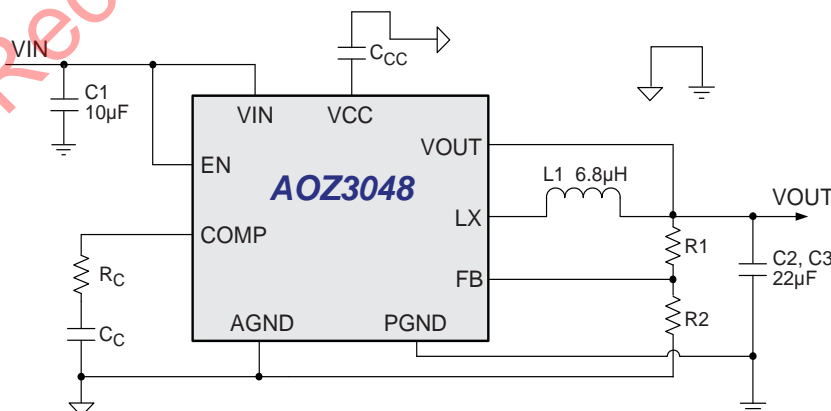 Rec
VIN
C1
10µF
CCC
VIN
VCC
EN
VOUT
AOZ3048
L1 6.8µH
VOUT
LX
COMP
R1
C2, C3
22µF
RC
FB
R2
CC
AGND
PGND